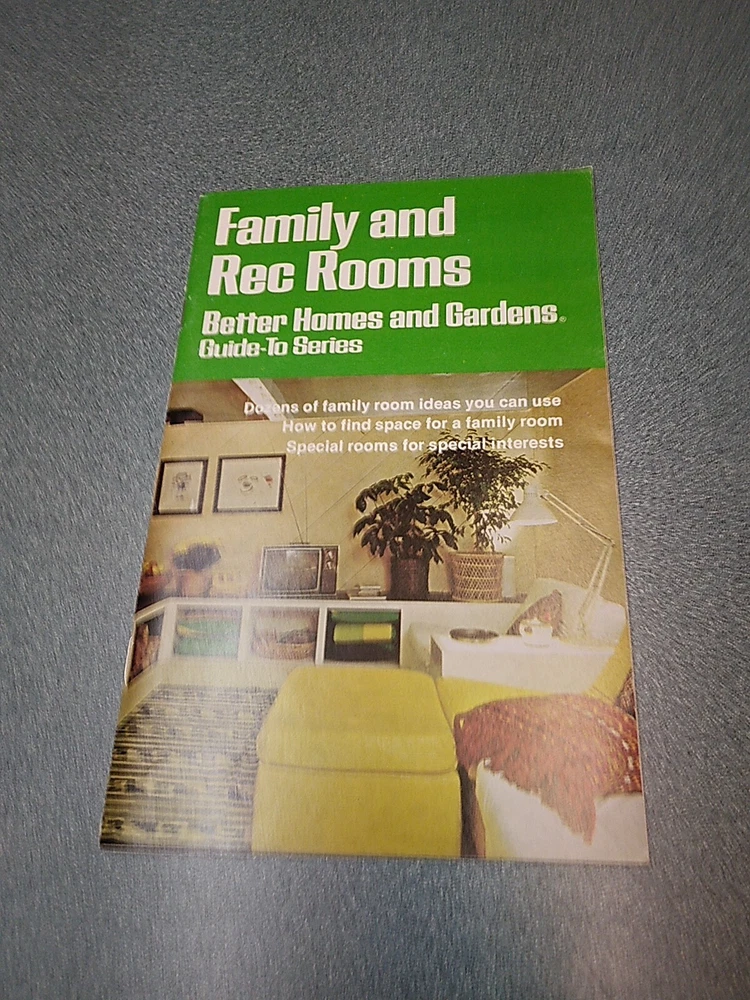 Family and
Rec Rooms
Better Homes and Gardens®
Guide-To Series
Dozens of family room ideas you can use
How to find space for a family room
Special rooms for special interests